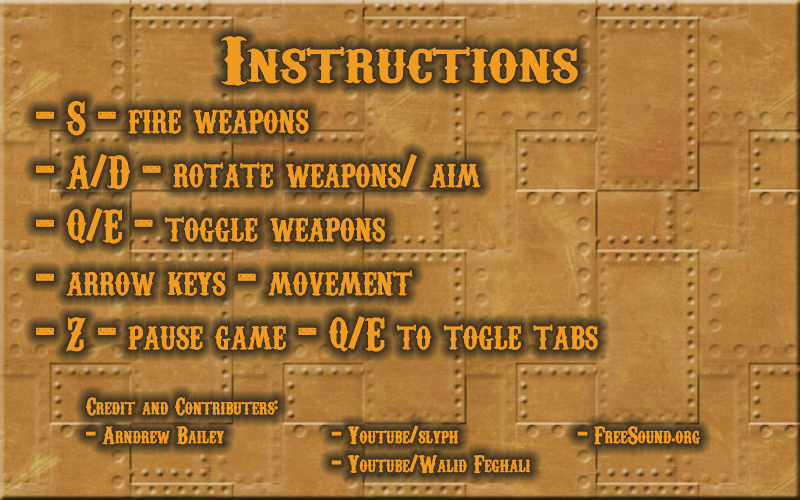 Instructions
- S - fire weapons
- A/D - rotate weapons/ aim
- Q/E - toggle weapons
- arrow keys - movement
- Z - pause game - Q/E to togle tabs
Credit and Contributers:
- Arndrew Bailey - Youtube/slyph - FreeSound.org
- Youtube/Walid Feghali